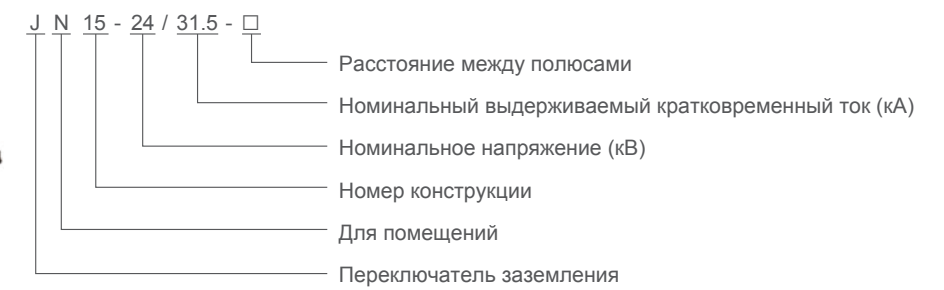 J N 15 - 24 / 31.5 - □
Расстояние между полюсами
Номинальный выдерживаемый кратковременный ток (кА)
Номинальное напряжение (кВ)
Номер конструкции
Для помещений
Переключатель заземления